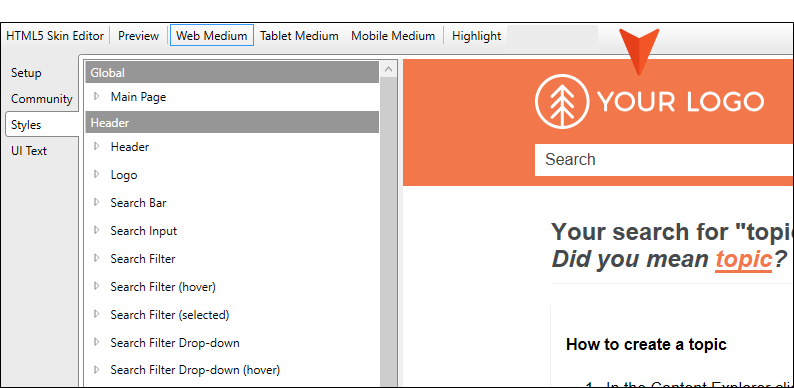 HTML5 Skin Editor Preview Web Medium Tablet Medium Mobile Medium Highlight
Setup
Community
Styles
UI Text
Global
Main Page
Header
Header
Logo
Search Bar
Search Input
Search Filter
Search Filter (hover)
Search Filter (selected)
Search Filter Drop-down
Search Filter Drop-down (hover)
YOUR LOGO
Search
Your search for "topi
Did you mean topic?
How to create a topic
1. In the Content Explorer cli